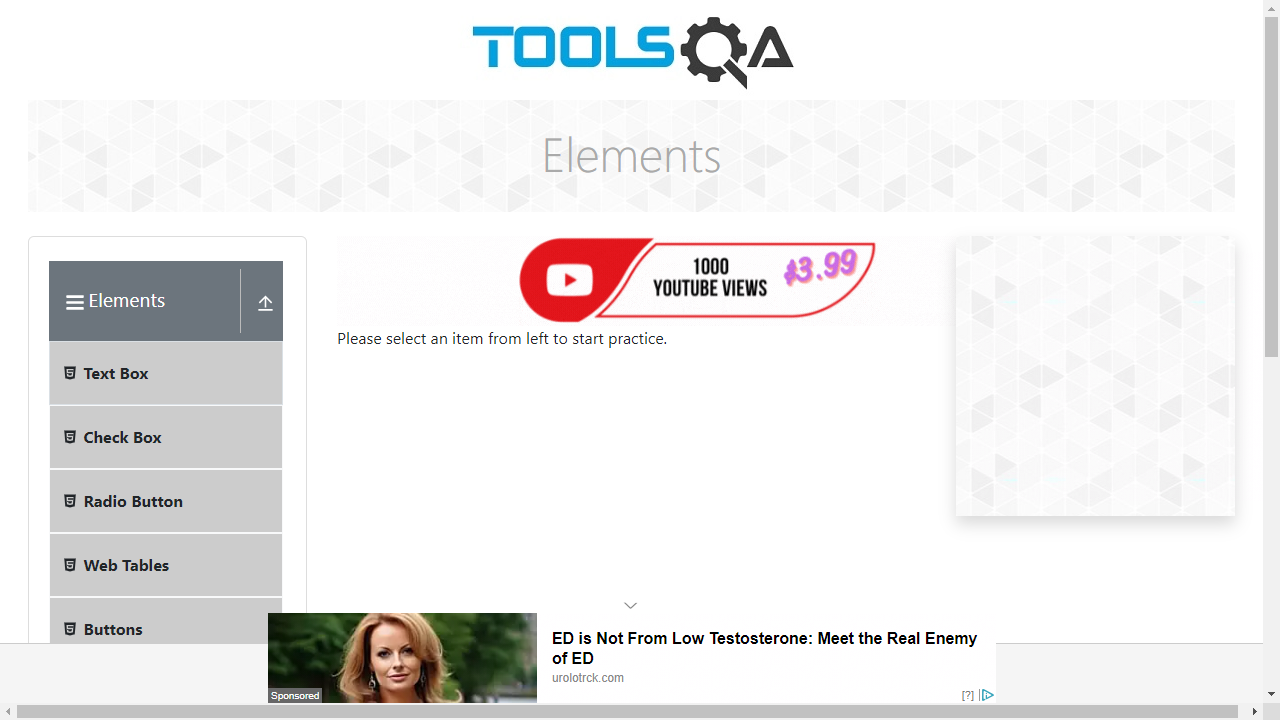 TOOLSQA
Elements
Elements
Text Box
Check Box
Radio Button
Web Tables
Buttons
1000
YOUTUBE VIEWS
$3.99
Please select an item from left to start practice.
Sponsored
ED is Not From Low Testosterone: Meet the Real Enemy
of ED
urolotrck.com
[?]